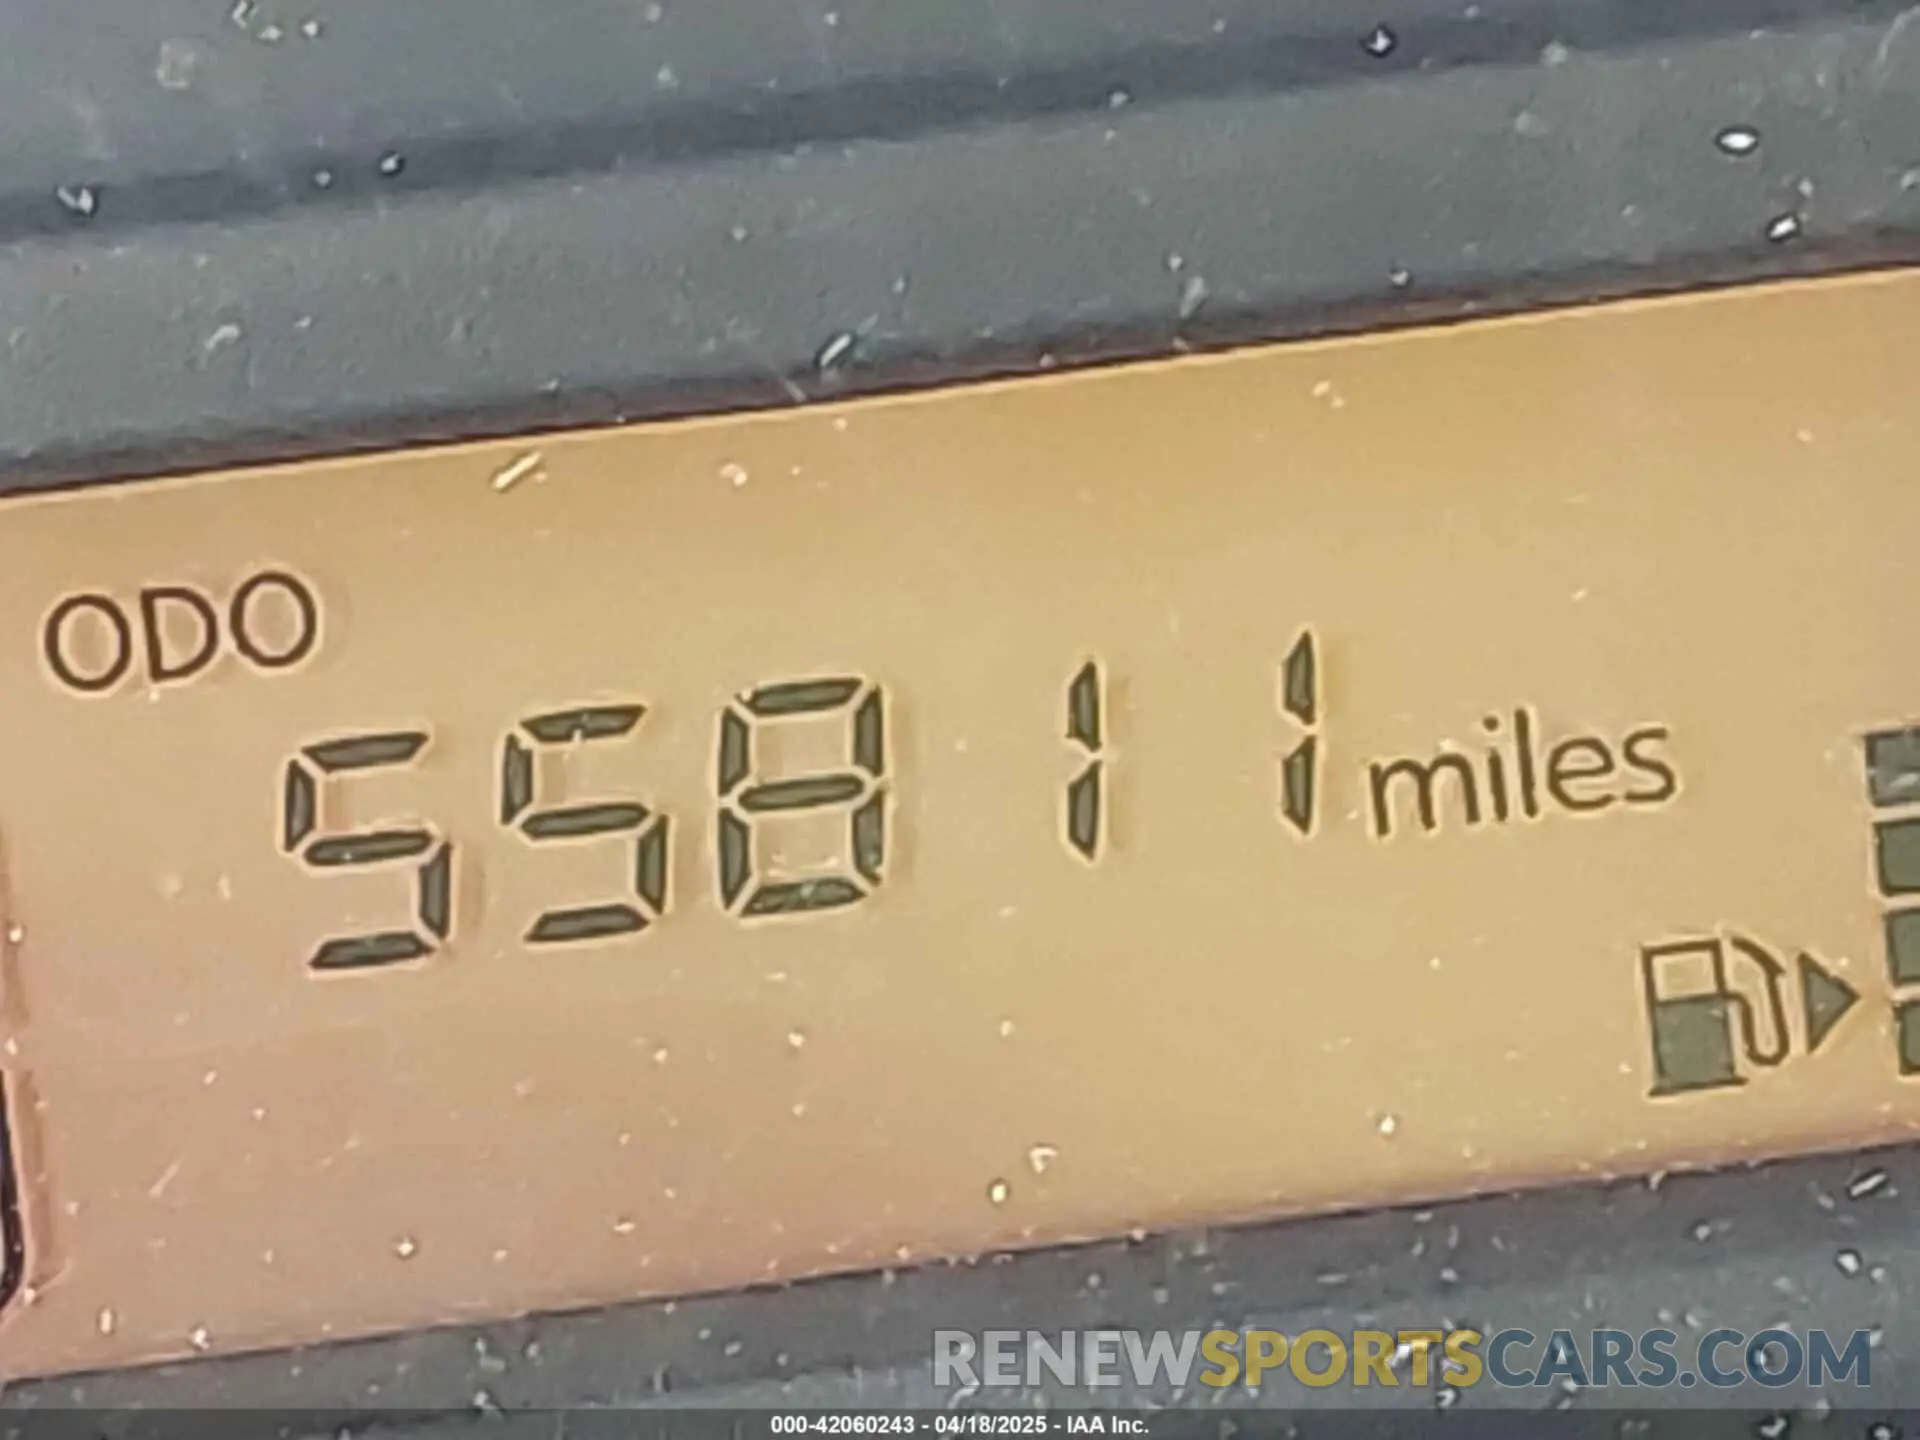 ODO
55811 miles
RENEWSPORTSCARS.COM
000-42060243 - 04/18/2025 - IAA Inc.